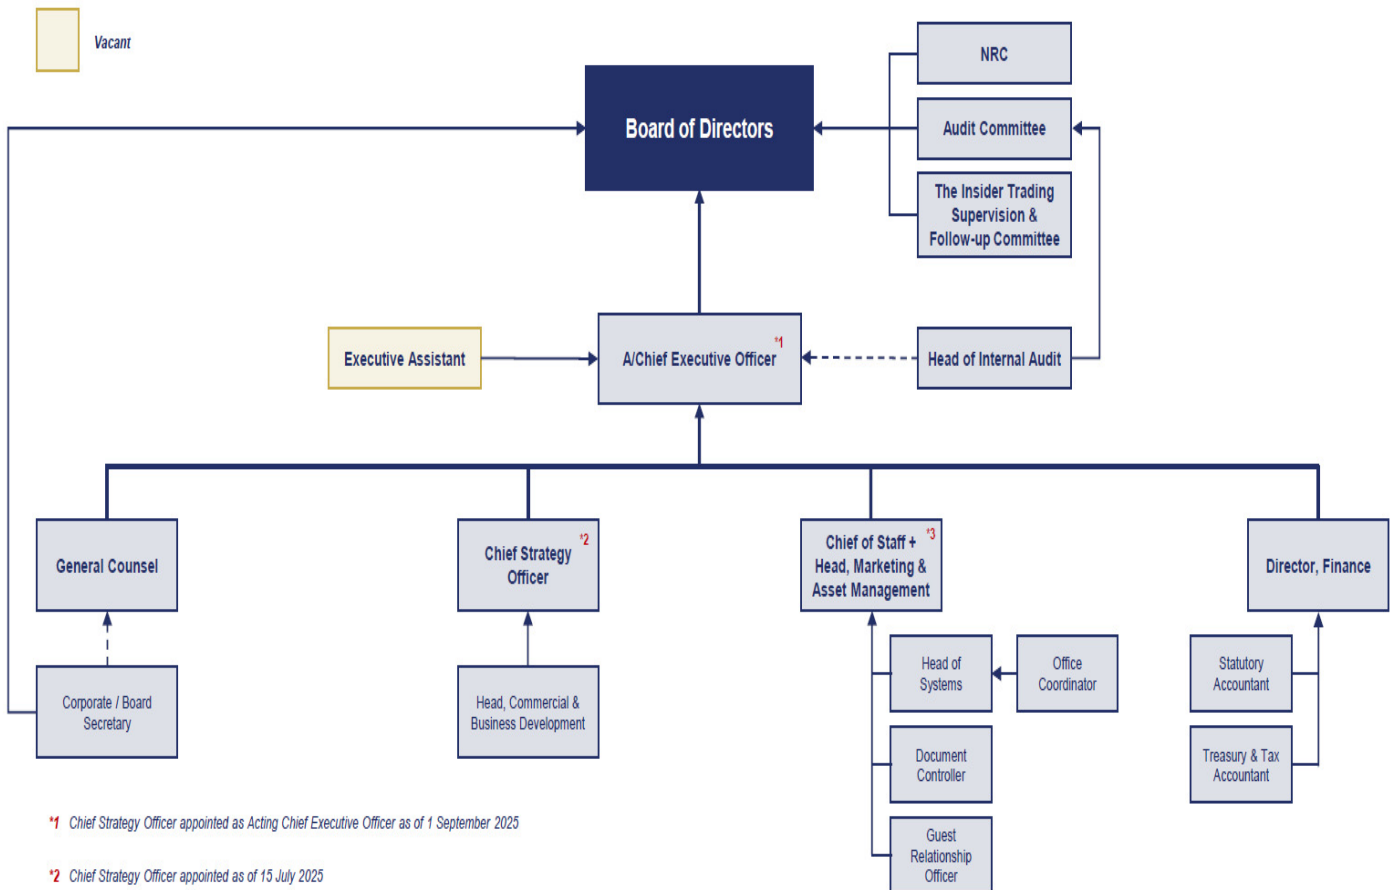 Vacant
NRC
Board of Directors
Audit Committee
The Insider Trading
Supervision &
Follow-up Committee
Executive Assistant
A/Chief Executive Officer *1
Head of Internal Audit
General Counsel
Chief Strategy *2
Officer
Chief of Staff + *3
Head, Marketing &
Asset Management
Director, Finance
Corporate / Board
Secretary
Head, Commercial &
Business Development
Head of
Systems
Office
Coordinator
Statutory
Accountant
Document
Controller
Treasury & Tax
Accountant
Guest
Relationship
Officer
*1 Chief Strategy Officer appointed as Acting Chief Executive Officer as of 1 September 2025
*2 Chief Strategy Officer appointed as of 15 July 2025